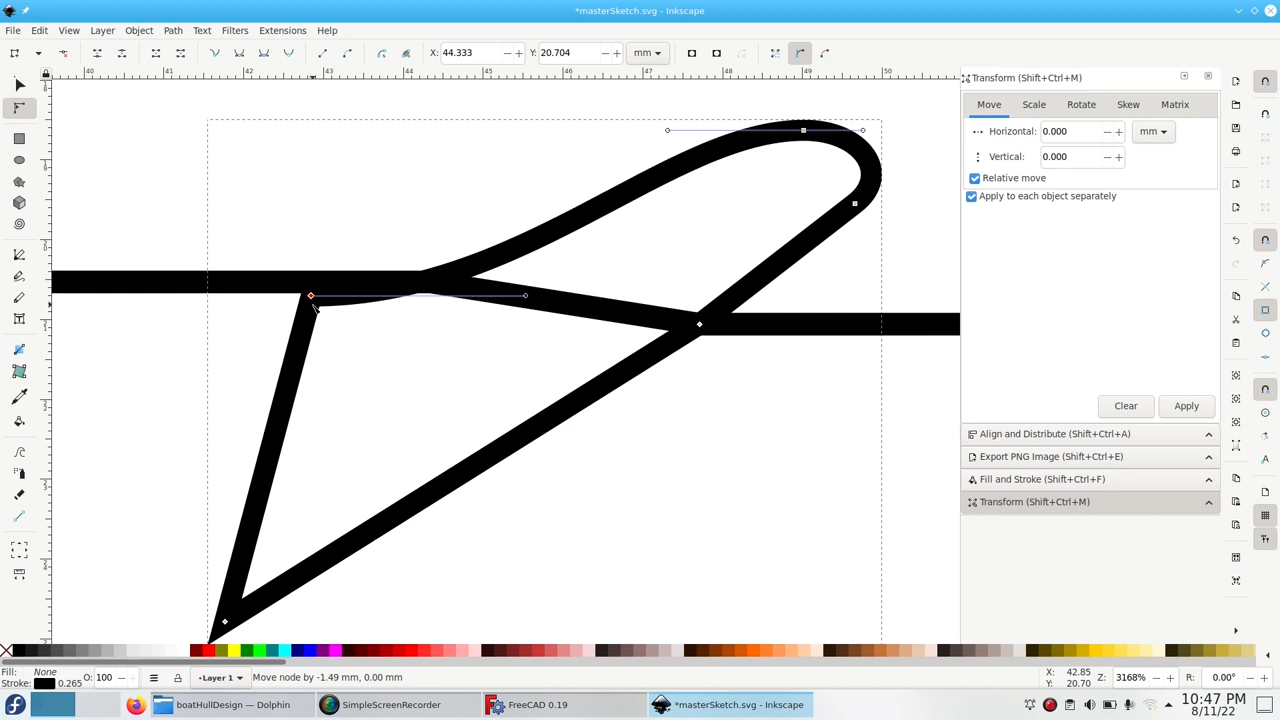 *masterSketch.svg - Inkscape
File Edit View Layer Object Path Text Filters Extensions Help
X: 44.333 Y: 20.704 mm
40 41 42 43 44 45 46 47 48 49 50
Transform (Shift+Ctrl+M)
Move Scale Rotate Skew Matrix
Horizontal: 0.000 mm
Vertical: 0.000
Relative move
Apply to each object separately
Clear Apply
Align and Distribute (Shift+Ctrl+A)
Export PNG Image (Shift+Ctrl+E)
Fill and Stroke (Shift+Ctrl+F)
Transform (Shift+Ctrl+M)
Fill: None
Stroke: 0.265 O: 100 Layer 1 Move node by -1.49 mm, 0.00 mm
X: 42.85
Y: 20.70
Z: 3168% R: 0.00°
boatHullDesign — Dolphin SimpleScreenRecorder FreeCAD 0.19 *masterSketch.svg - Inkscape
10:47 PM
8/11/22